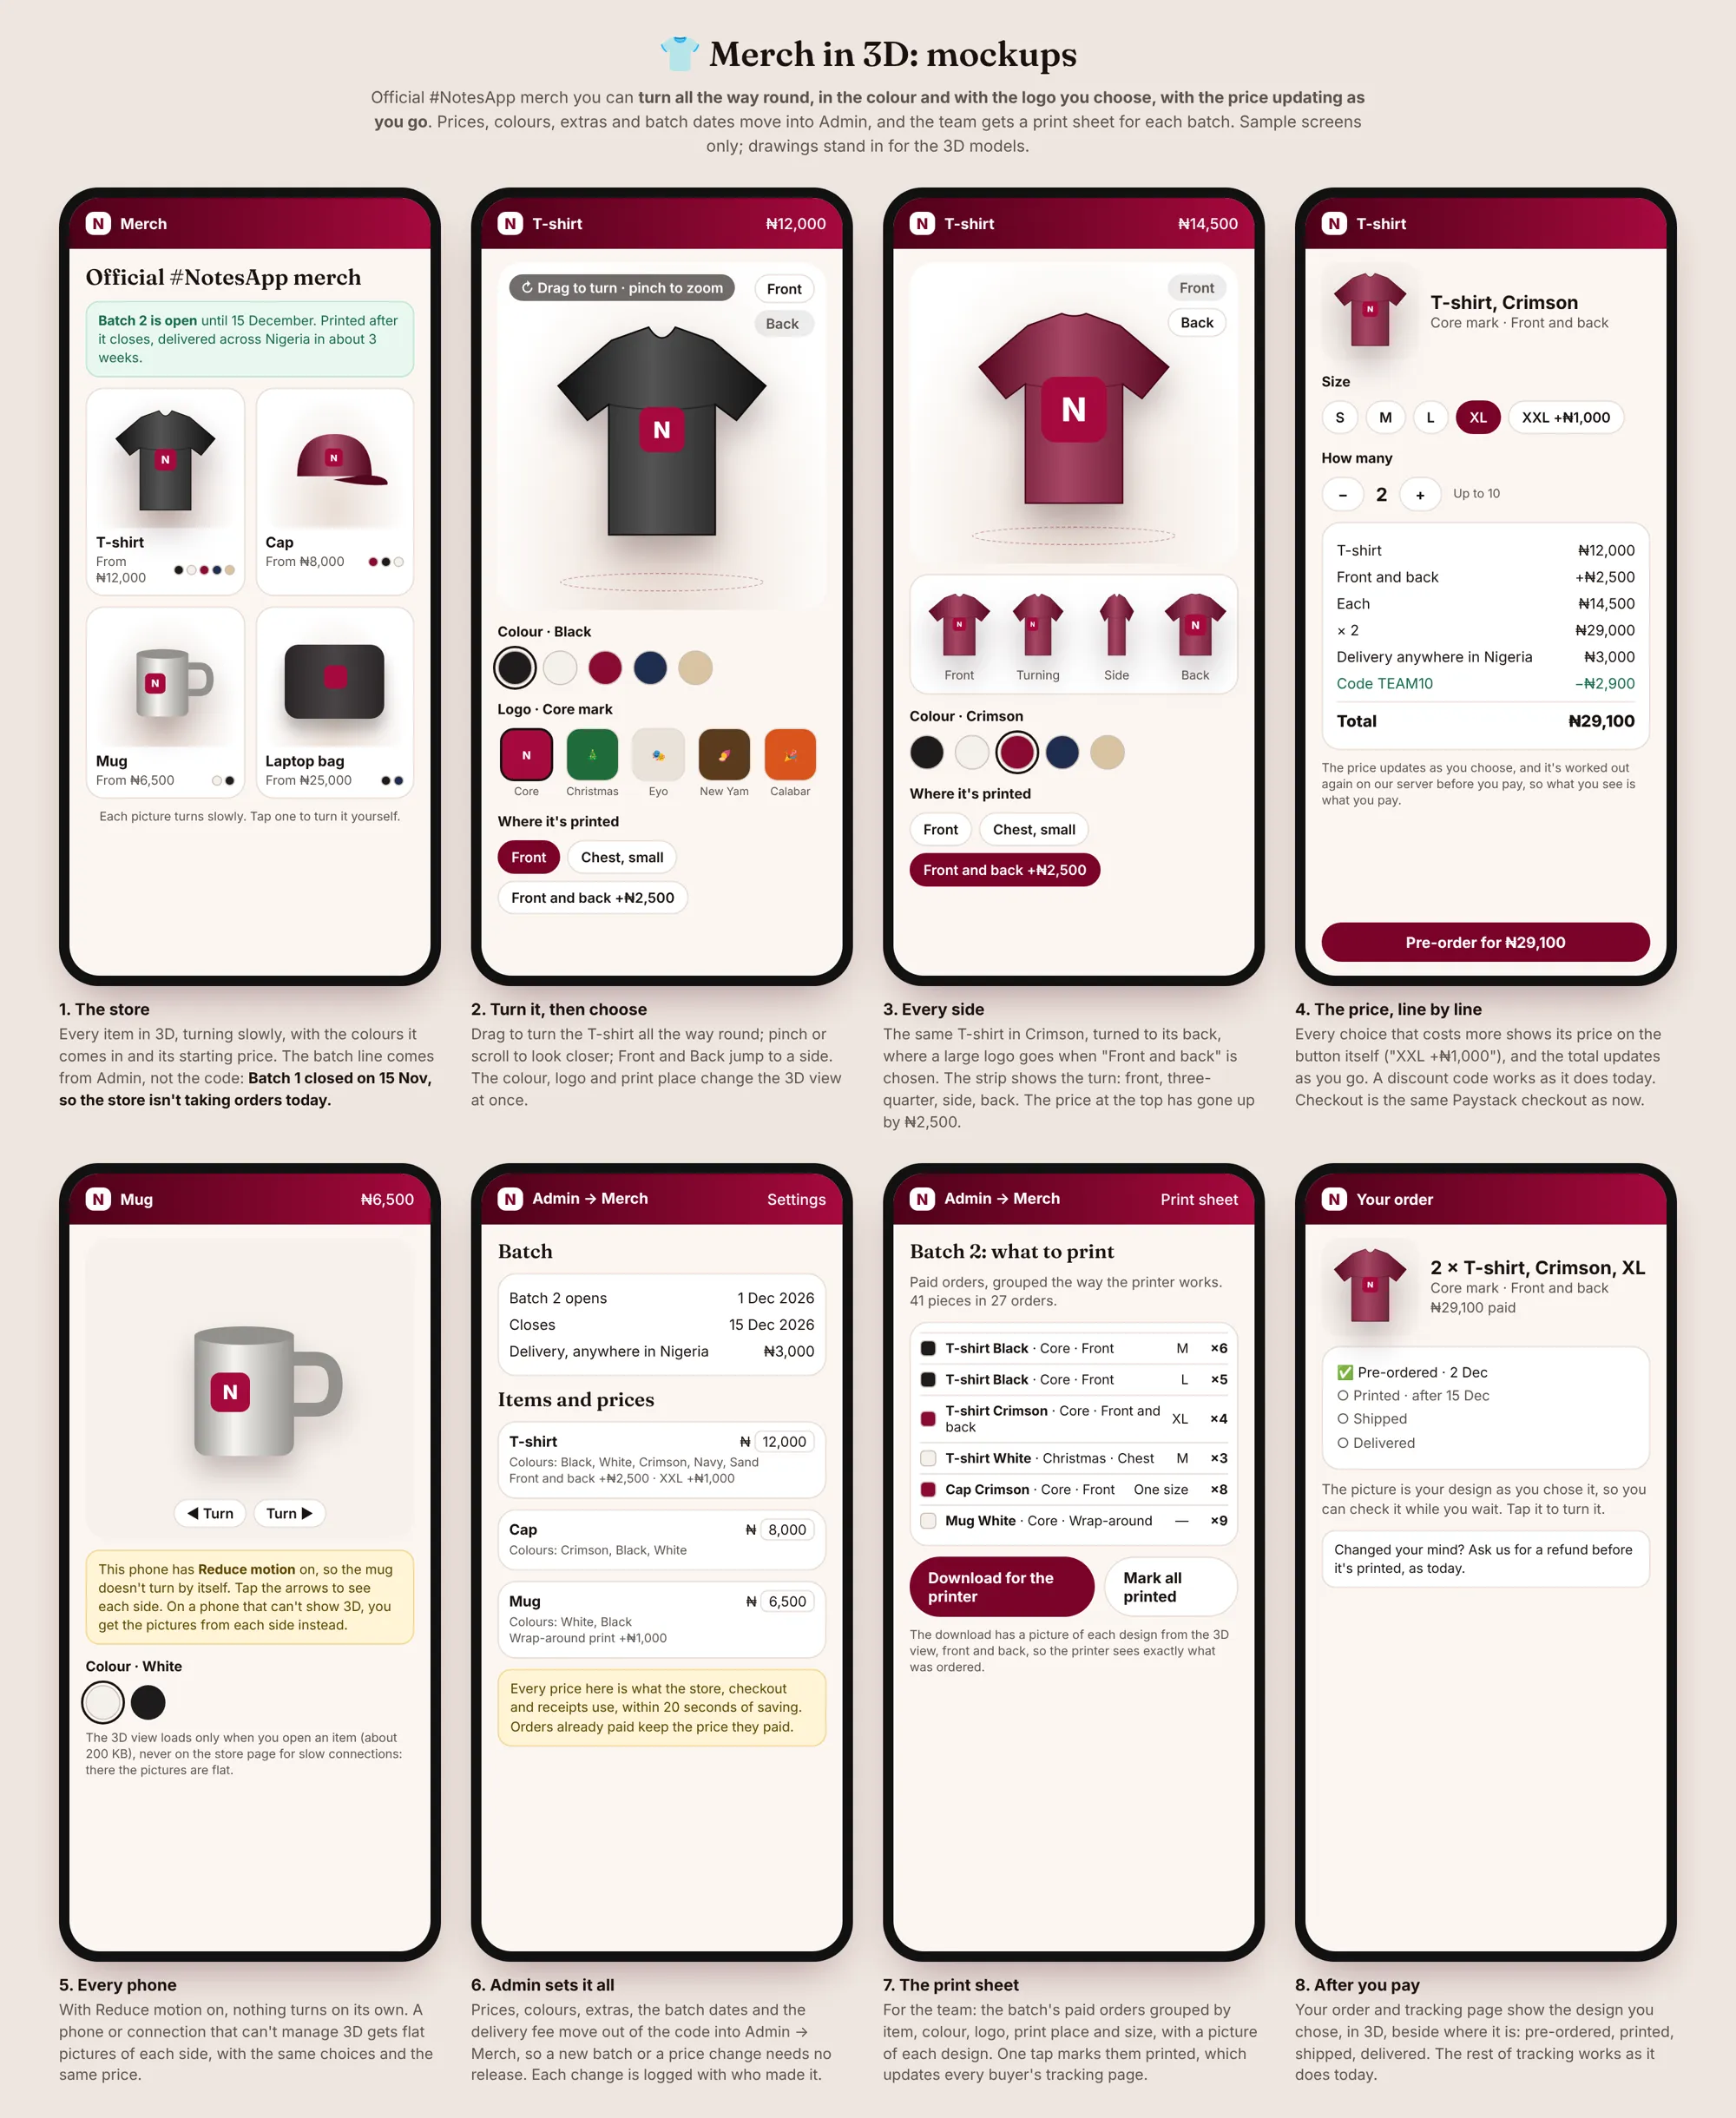 👕 Merch in 3D: mockups
Official #NotesApp merch you can turn all the way round, in the colour and with the logo you choose, with the price updating as
you go. Prices, colours, extras and batch dates move into Admin, and the team gets a print sheet for each batch. Sample screens
only; drawings stand in for the 3D models.
N Merch
Official #NotesApp merch
Batch 2 is open until 15 December. Printed after
it closes, delivered across Nigeria in about 3
weeks.
N
N
T-shirt
From
₦12,000
Cap
From ₦8,000
N
Mug
From ₦6,500
Laptop bag
From ₦25,000
Each picture turns slowly. Tap one to turn it yourself.
1. The store
Every item in 3D, turning slowly, with the colours it
comes in and its starting price. The batch line comes
from Admin, not the code: Batch 1 closed on 15 Nov,
so the store isn't taking orders today.
N T-shirt ₦12,000
↻ Drag to turn · pinch to zoom
Front
Back
N
Colour · Black
Logo · Core mark
N
Core Christmas Eyo New Yam Calabar
Where it's printed
Front Chest, small
Front and back +₦2,500
2. Turn it, then choose
Drag to turn the T-shirt all the way round; pinch or
scroll to look closer; Front and Back jump to a side.
The colour, logo and print place change the 3D view
at once.
N T-shirt ₦14,500
Front
Back
N
N N N
Front Turning Side Back
Colour · Crimson
Where it's printed
Front Chest, small
Front and back +₦2,500
3. Every side
The same T-shirt in Crimson, turned to its back,
where a large logo goes when "Front and back" is
chosen. The strip shows the turn: front, three-
quarter, side, back. The price at the top has gone up
by ₦2,500.
N T-shirt
N
T-shirt, Crimson
Core mark · Front and back
Size
S M L XL XXL +₦1,000
How many
− 2 + Up to 10
T-shirt ₦12,000
Front and back +₦2,500
Each ₦14,500
× 2 ₦29,000
Delivery anywhere in Nigeria ₦3,000
Code TEAM10 −₦2,900
Total ₦29,100
The price updates as you choose, and it's worked out
again on our server before you pay, so what you see is
what you pay.
Pre-order for ₦29,100
4. The price, line by line
Every choice that costs more shows its price on the
button itself ("XXL +₦1,000"), and the total updates
as you go. A discount code works as it does today.
Checkout is the same Paystack checkout as now.
N Mug ₦6,500
N
◀ Turn Turn ▶
This phone has Reduce motion on, so the mug
doesn't turn by itself. Tap the arrows to see
each side. On a phone that can't show 3D, you
get the pictures from each side instead.
Colour · White
The 3D view loads only when you open an item (about
200 KB), never on the store page for slow connections:
there the pictures are flat.
5. Every phone
With Reduce motion on, nothing turns on its own. A
phone or connection that can't manage 3D gets flat
pictures of each side, with the same choices and the
same price.
N Admin → Merch Settings
Batch
Batch 2 opens 1 Dec 2026
Closes 15 Dec 2026
Delivery, anywhere in Nigeria ₦3,000
Items and prices
T-shirt ₦ 12,000
Colours: Black, White, Crimson, Navy, Sand
Front and back +₦2,500 · XXL +₦1,000
Cap ₦ 8,000
Colours: Crimson, Black, White
Mug ₦ 6,500
Colours: White, Black
Wrap-around print +₦1,000
Every price here is what the store, checkout
and receipts use, within 20 seconds of saving.
Orders already paid keep the price they paid.
6. Admin sets it all
Prices, colours, extras, the batch dates and the
delivery fee move out of the code into Admin →
Merch, so a new batch or a price change needs no
release. Each change is logged with who made it.
N Admin → Merch Print sheet
Batch 2: what to print
Paid orders, grouped the way the printer works.
41 pieces in 27 orders.
T-shirt Black · Core · Front M ×6
T-shirt Black · Core · Front L ×5
T-shirt Crimson · Core · Front and
back XL ×4
T-shirt White · Christmas · Chest M ×3
Cap Crimson · Core · Front One size ×8
Mug White · Core · Wrap-around — ×9
Download for the
printer
Mark all
printed
The download has a picture of each design from the 3D
view, front and back, so the printer sees exactly what
was ordered.
7. The print sheet
For the team: the batch's paid orders grouped by
item, colour, logo, print place and size, with a picture
of each design. One tap marks them printed, which
updates every buyer's tracking page.
N Your order
N
2 × T-shirt, Crimson, XL
Core mark · Front and back
₦29,100 paid
✅ Pre-ordered · 2 Dec
○ Printed · after 15 Dec
○ Shipped
○ Delivered
The picture is your design as you chose it, so you
can check it while you wait. Tap it to turn it.
Changed your mind? Ask us for a refund before
it's printed, as today.
8. After you pay
Your order and tracking page show the design you
chose, in 3D, beside where it is: pre-ordered, printed,
shipped, delivered. The rest of tracking works as it
does today.